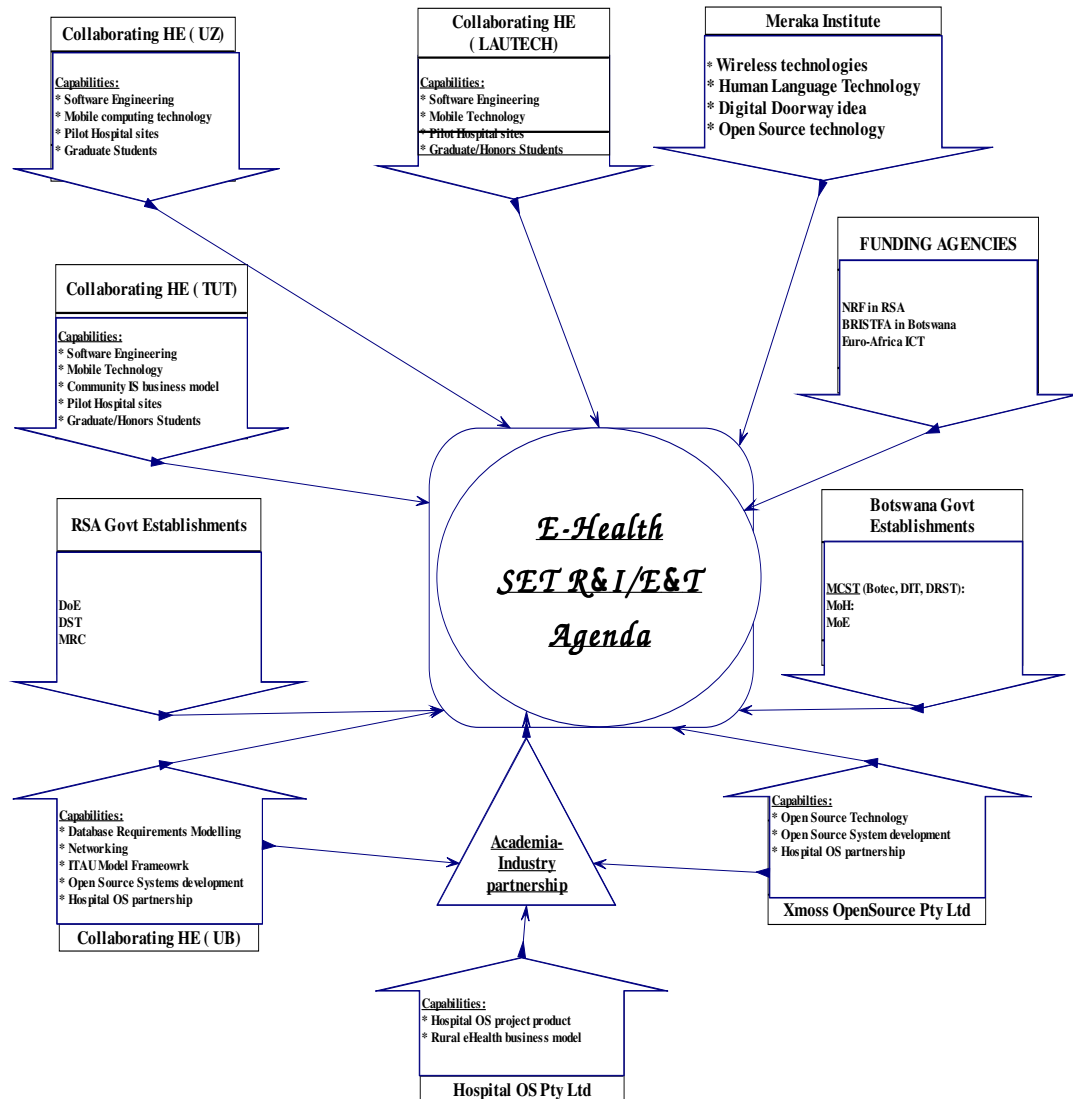 Collaborating HE ( UZ)
Capabilities:
* Software Engineering
* Mobile computing technology
* Pilot Hospital sites
* Graduate Students
Collaborating HE
( LAUTECH)
Capabilities:
* Software Engineering
* Mobile Technology
* Pilot Hospital sites
* Graduate/Honors Students
Meraka Institute
* Wireless technologies
* Human Language Technology
* Digital Doorway idea
* Open Source technology
Collaborating HE ( TUT)
Capabilities:
* Software Engineering
* Mobile Technology
* Community IS business model
* Pilot Hospital sites
* Graduate/Honors Students
FUNDING AGENCIES
NRF in RSA
BRISTFA in Botswana
Euro-Africa ICT
E-Health
SET R&I/E&T
Agenda
RSA Govt Establishments
DoE
DST
MRC
Botswana Govt
Establishments
MCST (Botec, DIT, DRST):
MoH:
MoE
Capabilities:
* Database Requirements Modelling
* Networking
* ITAU Model Frameowrk
* Open Source Systems development
* Hospital OS partnership
Collaborating HE ( UB)
Academia-
Industry
partnership
Capabilties:
* Open Source Technology
* Open Source System development
* Hospital OS partnership
Xmoss OpenSource Pty Ltd
Capabilities:
* Hospital OS project product
* Rural eHealth business model
Hospital OS Pty Ltd